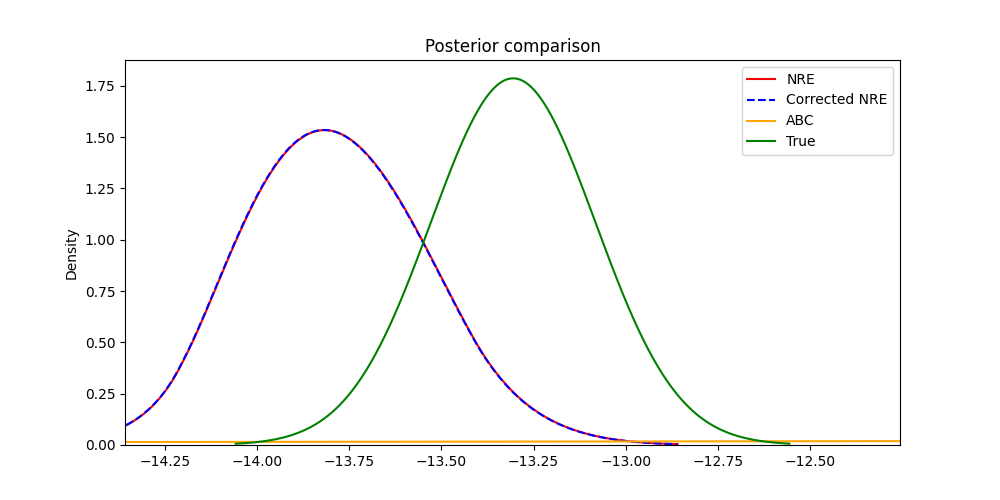 Posterior comparison
NRE
Corrected NRE
ABC
True
Density
1.75
1.50
1.25
1.00
0.75
0.50
0.25
0.00
−14.25 −14.00 −13.75 −13.50 −13.25 −13.00 −12.75 −12.50